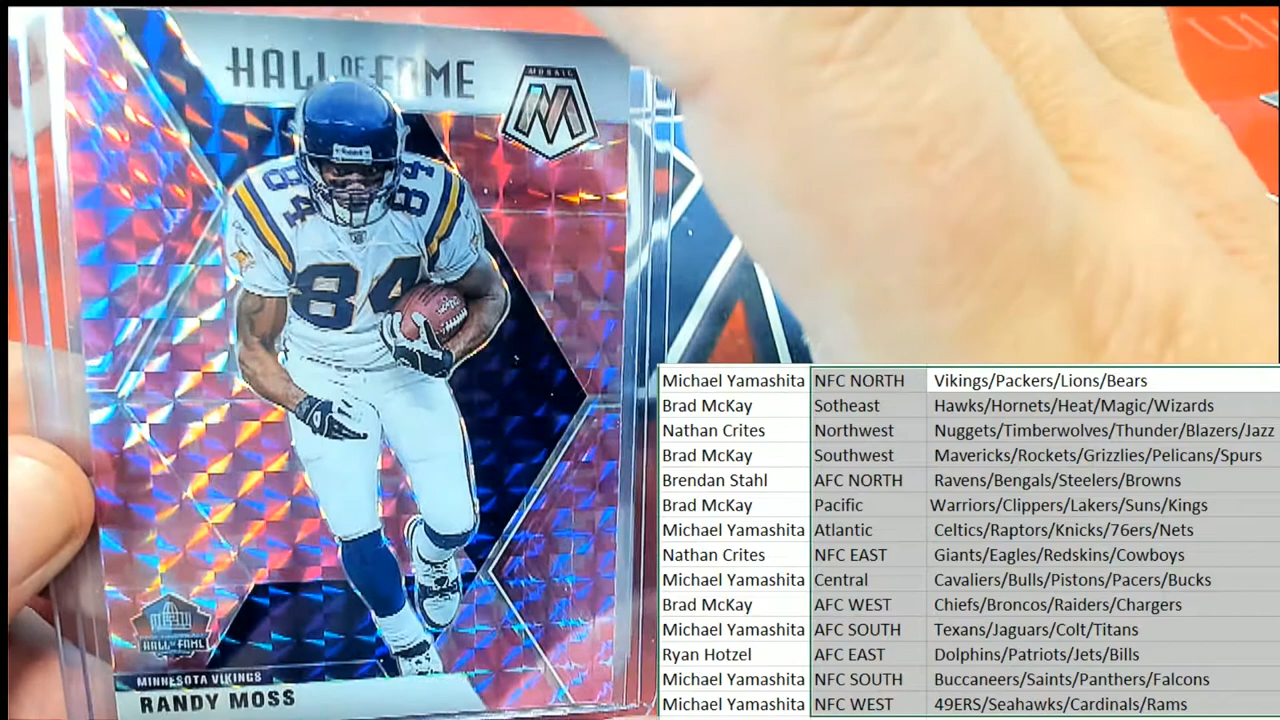 HALL OF FAME
MOSAIC
M
Riddell
84 84
84
HALL OF FAME
MINNESOTA VIKINGS
RANDY MOSS
Michael Yamashita NFC NORTH Vikings/Packers/Lions/Bears
Brad McKay Sotheast Hawks/Hornets/Heat/Magic/Wizards
Nathan Crites Northwest Nuggets/Timberwolves/Thunder/Blazers/Jazz
Brad McKay Southwest Mavericks/Rockets/Grizzlies/Pelicans/Spurs
Brendan Stahl AFC NORTH Ravens/Bengals/Steelers/Browns
Brad McKay Pacific Warriors/Clippers/Lakers/Suns/Kings
Michael Yamashita Atlantic Celtics/Raptors/Knicks/76ers/Nets
Nathan Crites NFC EAST Giants/Eagles/Redskins/Cowboys
Michael Yamashita Central Cavaliers/Bulls/Pistons/Pacers/Bucks
Brad McKay AFC WEST Chiefs/Broncos/Raiders/Chargers
Michael Yamashita AFC SOUTH Texans/Jaguars/Colt/Titans
Ryan Hotzel AFC EAST Dolphins/Patriots/Jets/Bills
Michael Yamashita NFC SOUTH Buccaneers/Saints/Panthers/Falcons
Michael Yamashita NFC WEST 49ERS/Seahawks/Cardinals/Rams